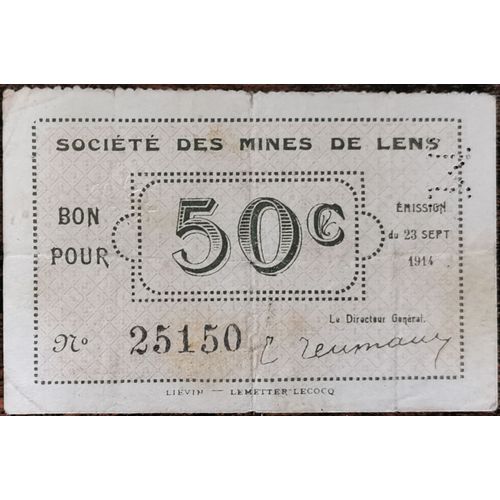 SOCIÉTÉ DES MINES DE LENS
BON POUR
50c
ÉMISSION
du 23 SEPT
1914
Le Directeur Général.
No 25150
LIÉVIN — LEMETTER-LECOCQ